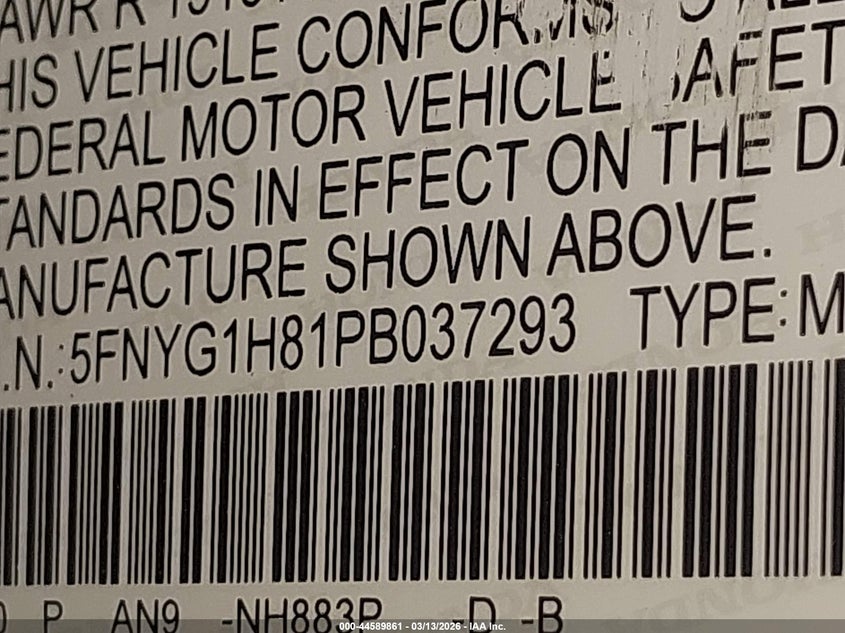 AWR R
HIS VEHICLE CONFORMS
EDERAL MOTOR VEHICLE SAFET
TANDARDS IN EFFECT ON THE DA
ANUFACTURE SHOWN ABOVE.
.N.:5FNYG1H81PB037293 TYPE:M
P AN9 -NH883P D -B
000-44589861 - 03/13/2026 - IAA Inc.